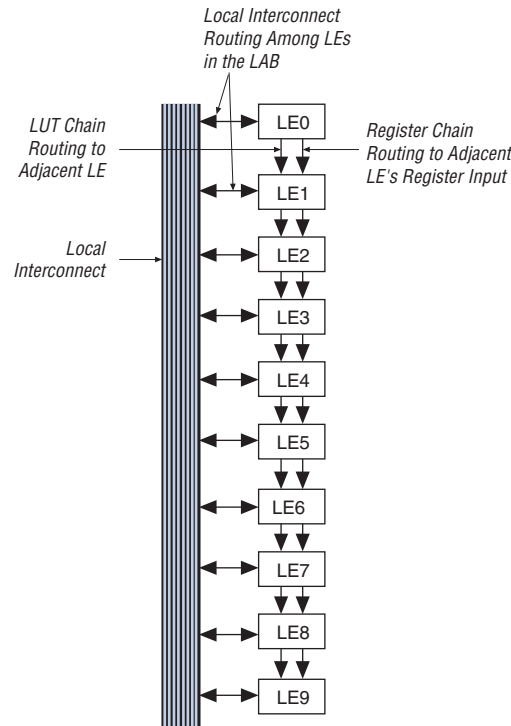 Local Interconnect
Routing Among LEs
in the LAB
LUT Chain
Routing to
Adjacent LE
Register Chain
Routing to Adjacent
LE's Register Input
Local
Interconnect
LE0
LE1
LE2
LE3
LE4
LE5
LE6
LE7
LE8
LE9